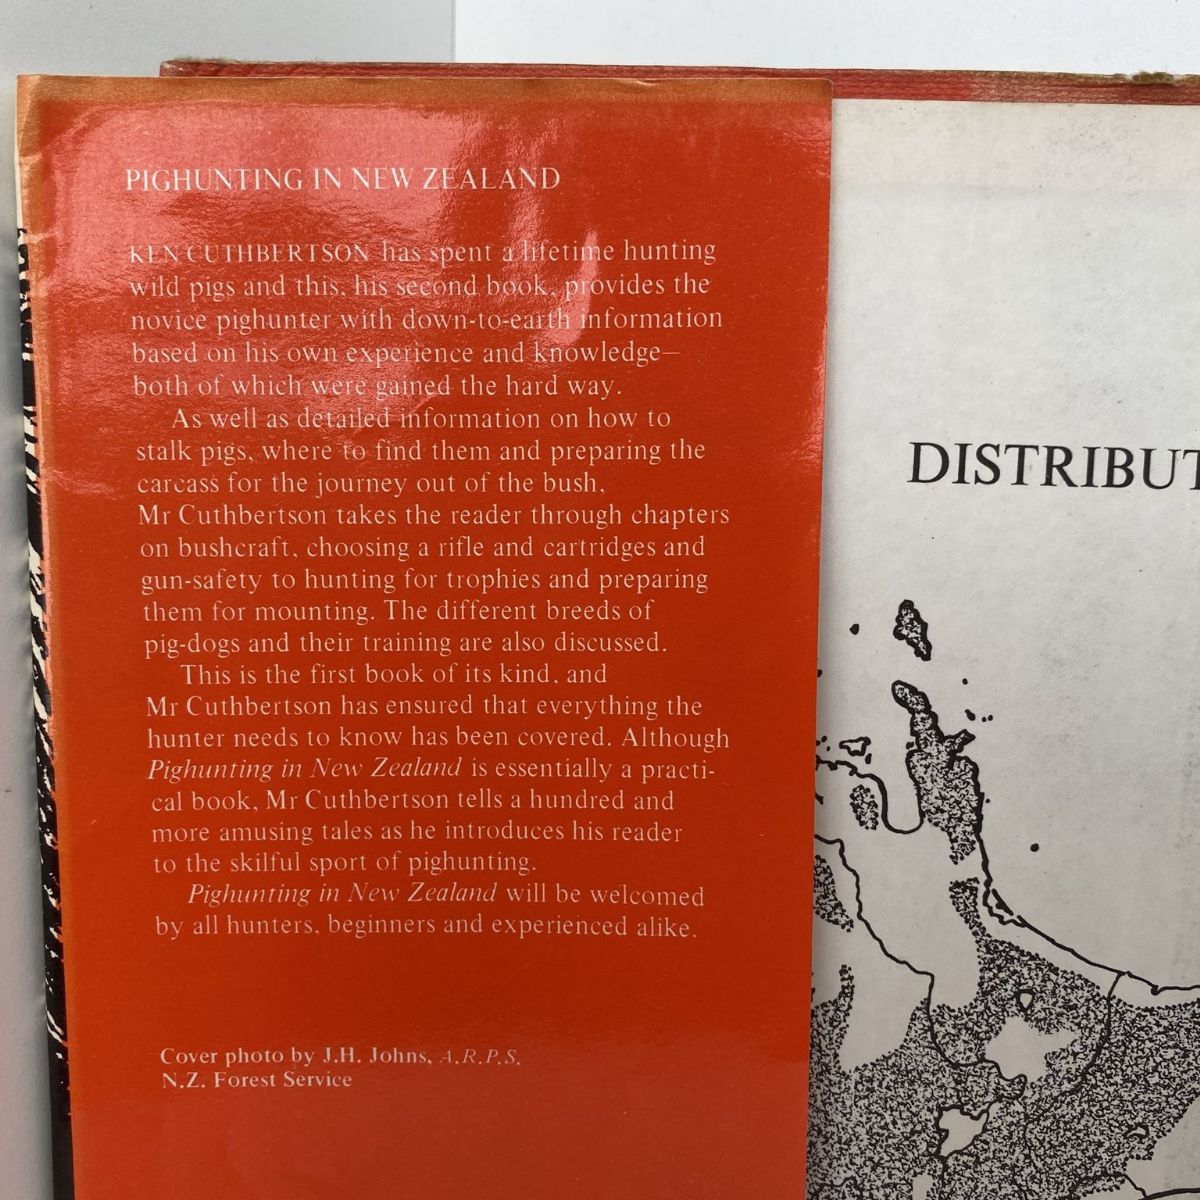 PIGHUNTING IN NEW ZEALAND
KEN CUTHBERTSON has spent a lifetime hunting
wild pigs and this, his second book, provides the
novice pighunter with down-to-earth information
based on his own experience and knowledge—
both of which were gained the hard way.
As well as detailed information on how to
stalk pigs, where to find them and preparing the
carcass for the journey out of the bush,
Mr Cuthbertson takes the reader through chapters
on bushcraft, choosing a rifle and cartridges and
gun-safety to hunting for trophies and preparing
them for mounting. The different breeds of
pig-dogs and their training are also discussed.
This is the first book of its kind, and
Mr Cuthbertson has ensured that everything the
hunter needs to know has been covered. Although
Pighunting in New Zealand is essentially a practi-
cal book, Mr Cuthbertson tells a hundred and
more amusing tales as he introduces his reader
to the skilful sport of pighunting.
Pighunting in New Zealand will be welcomed
by all hunters, beginners and experienced alike.
Cover photo by J.H. Johns, A.R.P.S.
N.Z. Forest Service
DISTRIBUT